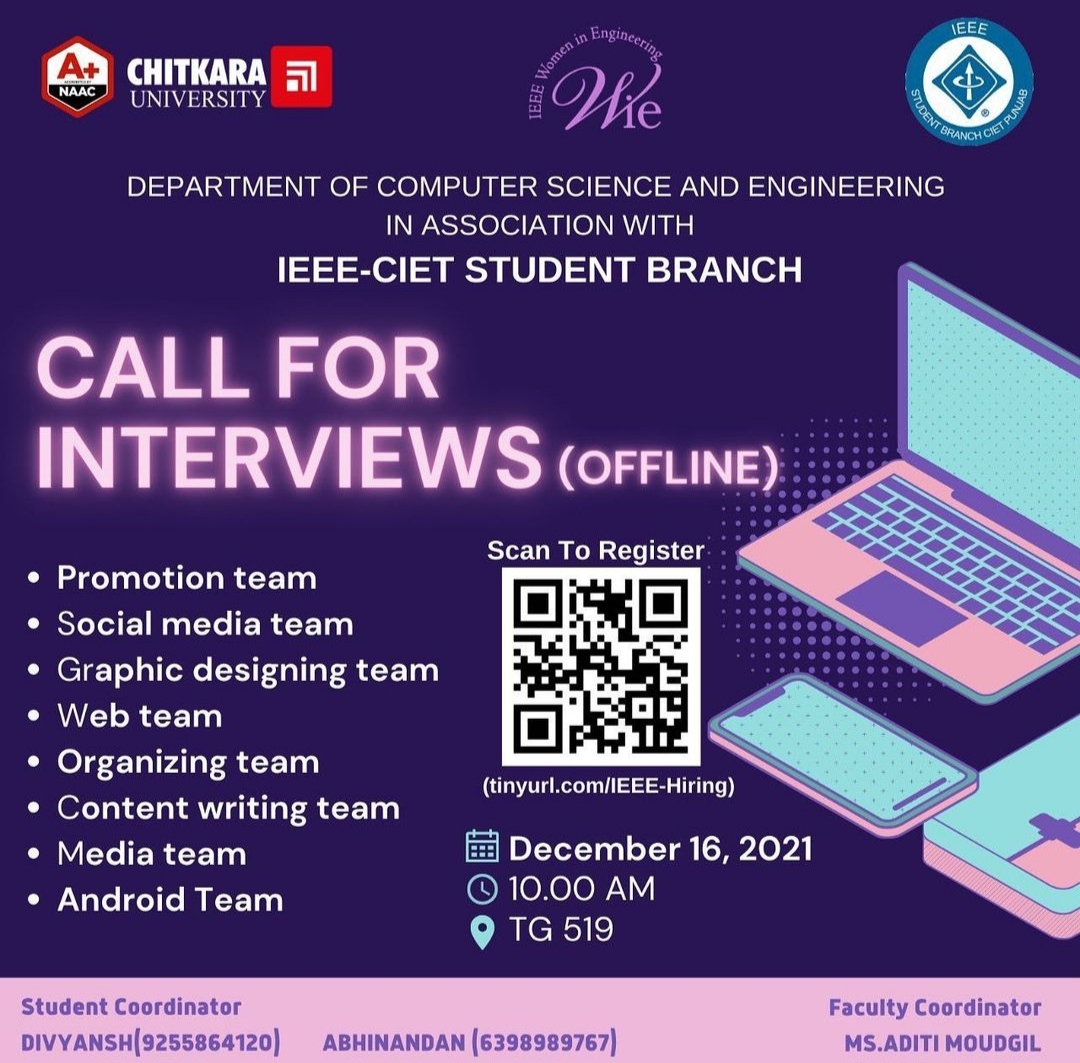 A+
ACCREDITED BY
NAAC
CHITKARA
UNIVERSITY
IEEE Women in Engineering
Wie
IEEE
STUDENT BRANCH CIET PUNJAB
®
DEPARTMENT OF COMPUTER SCIENCE AND ENGINEERING
IN ASSOCIATION WITH
IEEE-CIET STUDENT BRANCH
CALL FOR
INTERVIEWS (OFFLINE)
• Promotion team
• Social media team
• Graphic designing team
• Web team
• Organizing team
• Content writing team
• Media team
• Android Team
Scan To Register
(tinyurl.com/IEEE-Hiring)
December 16, 2021
10.00 AM
TG 519
Student Coordinator
DIVYANSH(9255864120) ABHINANDAN (6398989767)
Faculty Coordinator
MS.ADITI MOUDGIL